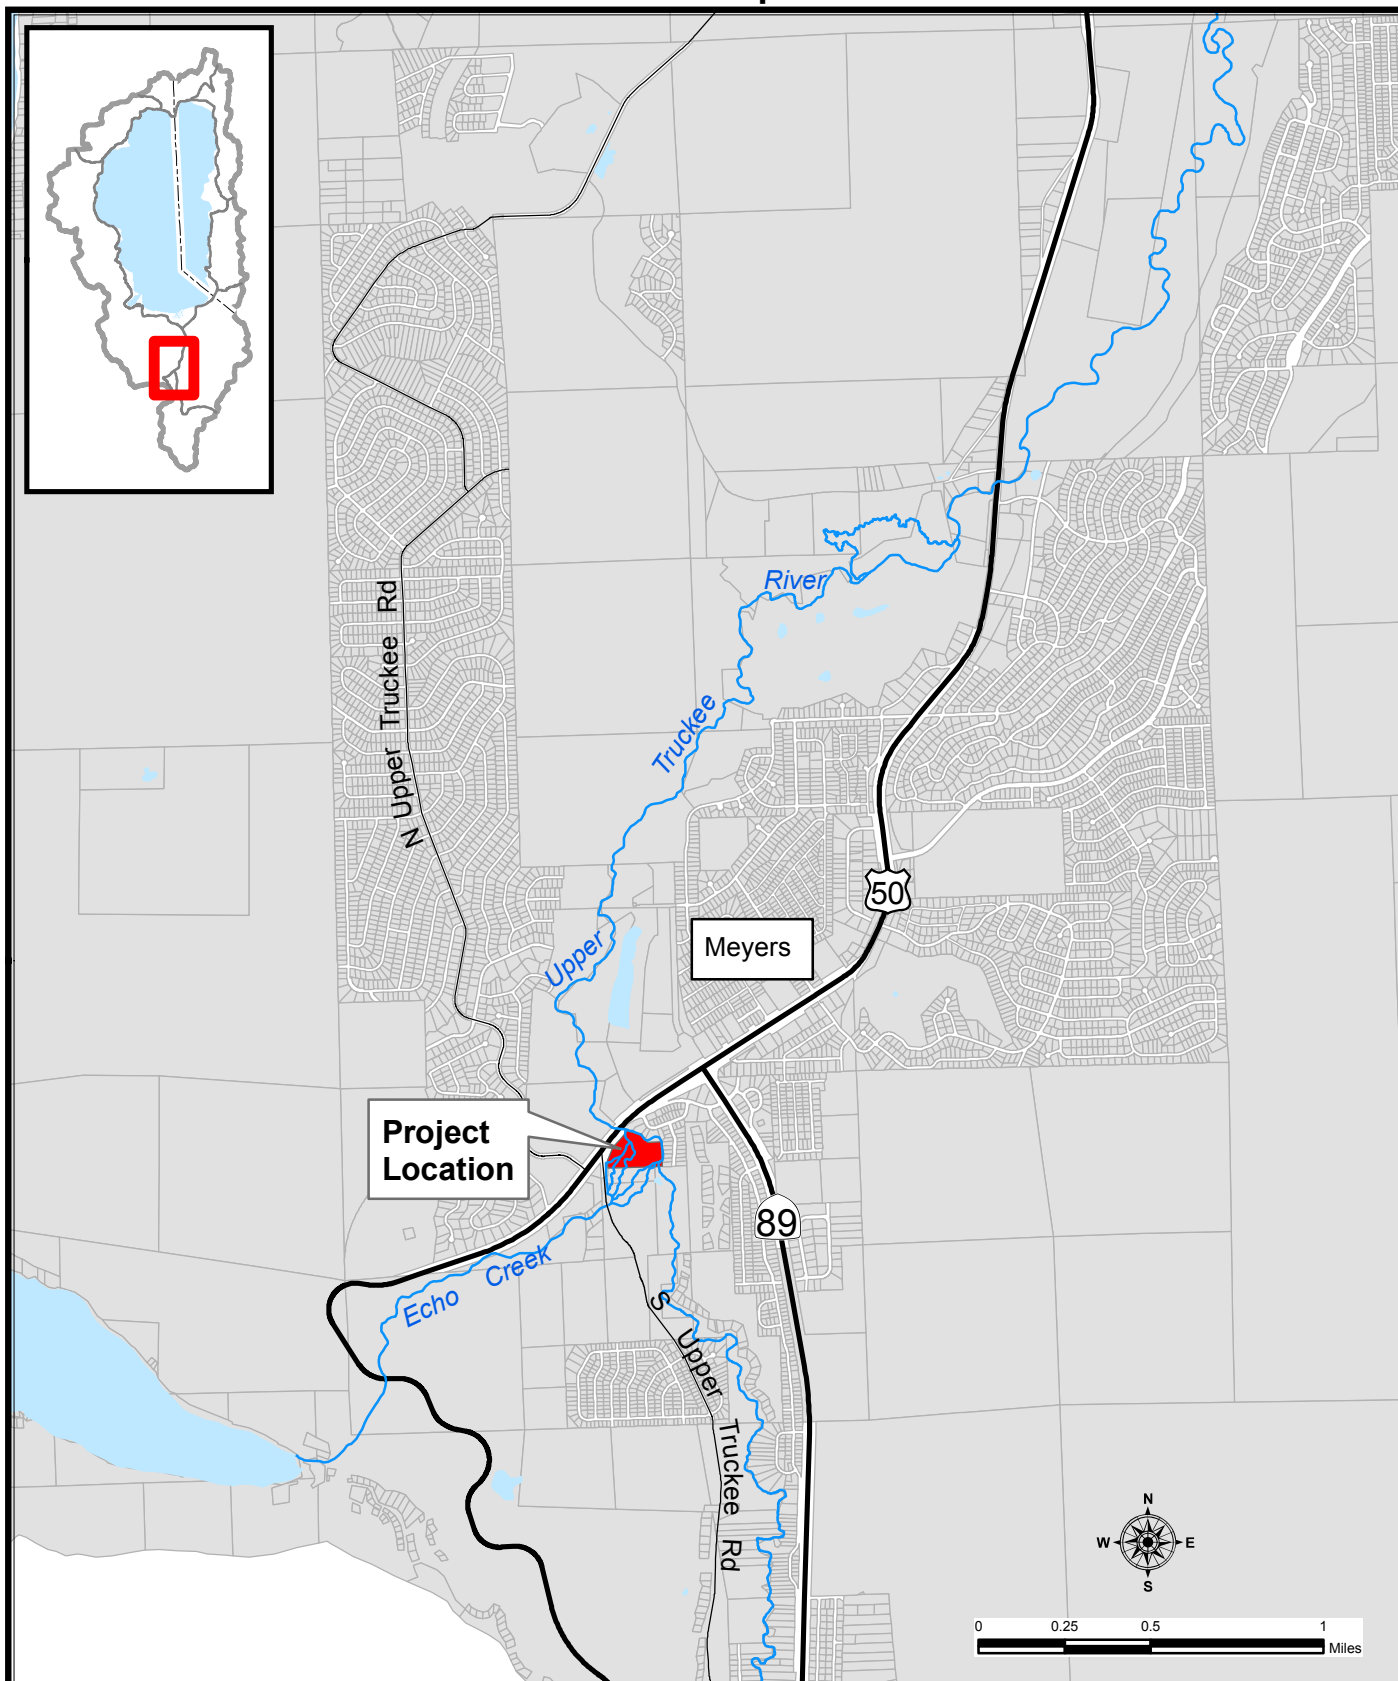 River
Truckee
N Upper Truckee Rd
50
Meyers
Upper
Project
Location
89
Echo Creek
S Upper Truckee Rd
N
W E
S
0 0.25 0.5 1
Miles